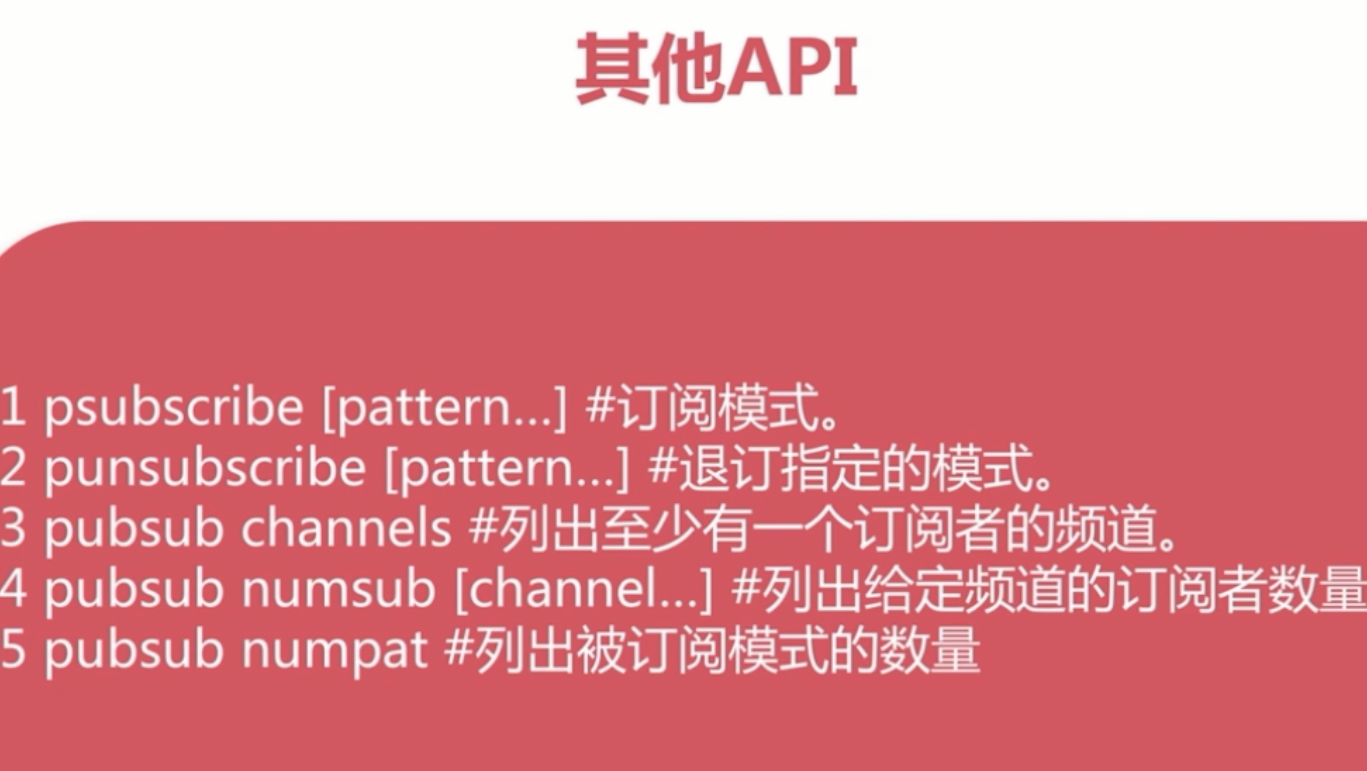 其他API
1 psubscribe [pattern...] #订阅模式。
2 punsubscribe [pattern...] #退订指定的模式。
3 pubsub channels #列出至少有一个订阅者的频道。
4 pubsub numsub [channel...] #列出给定频道的订阅者数量
5 pubsub numpat #列出被订阅模式的数量